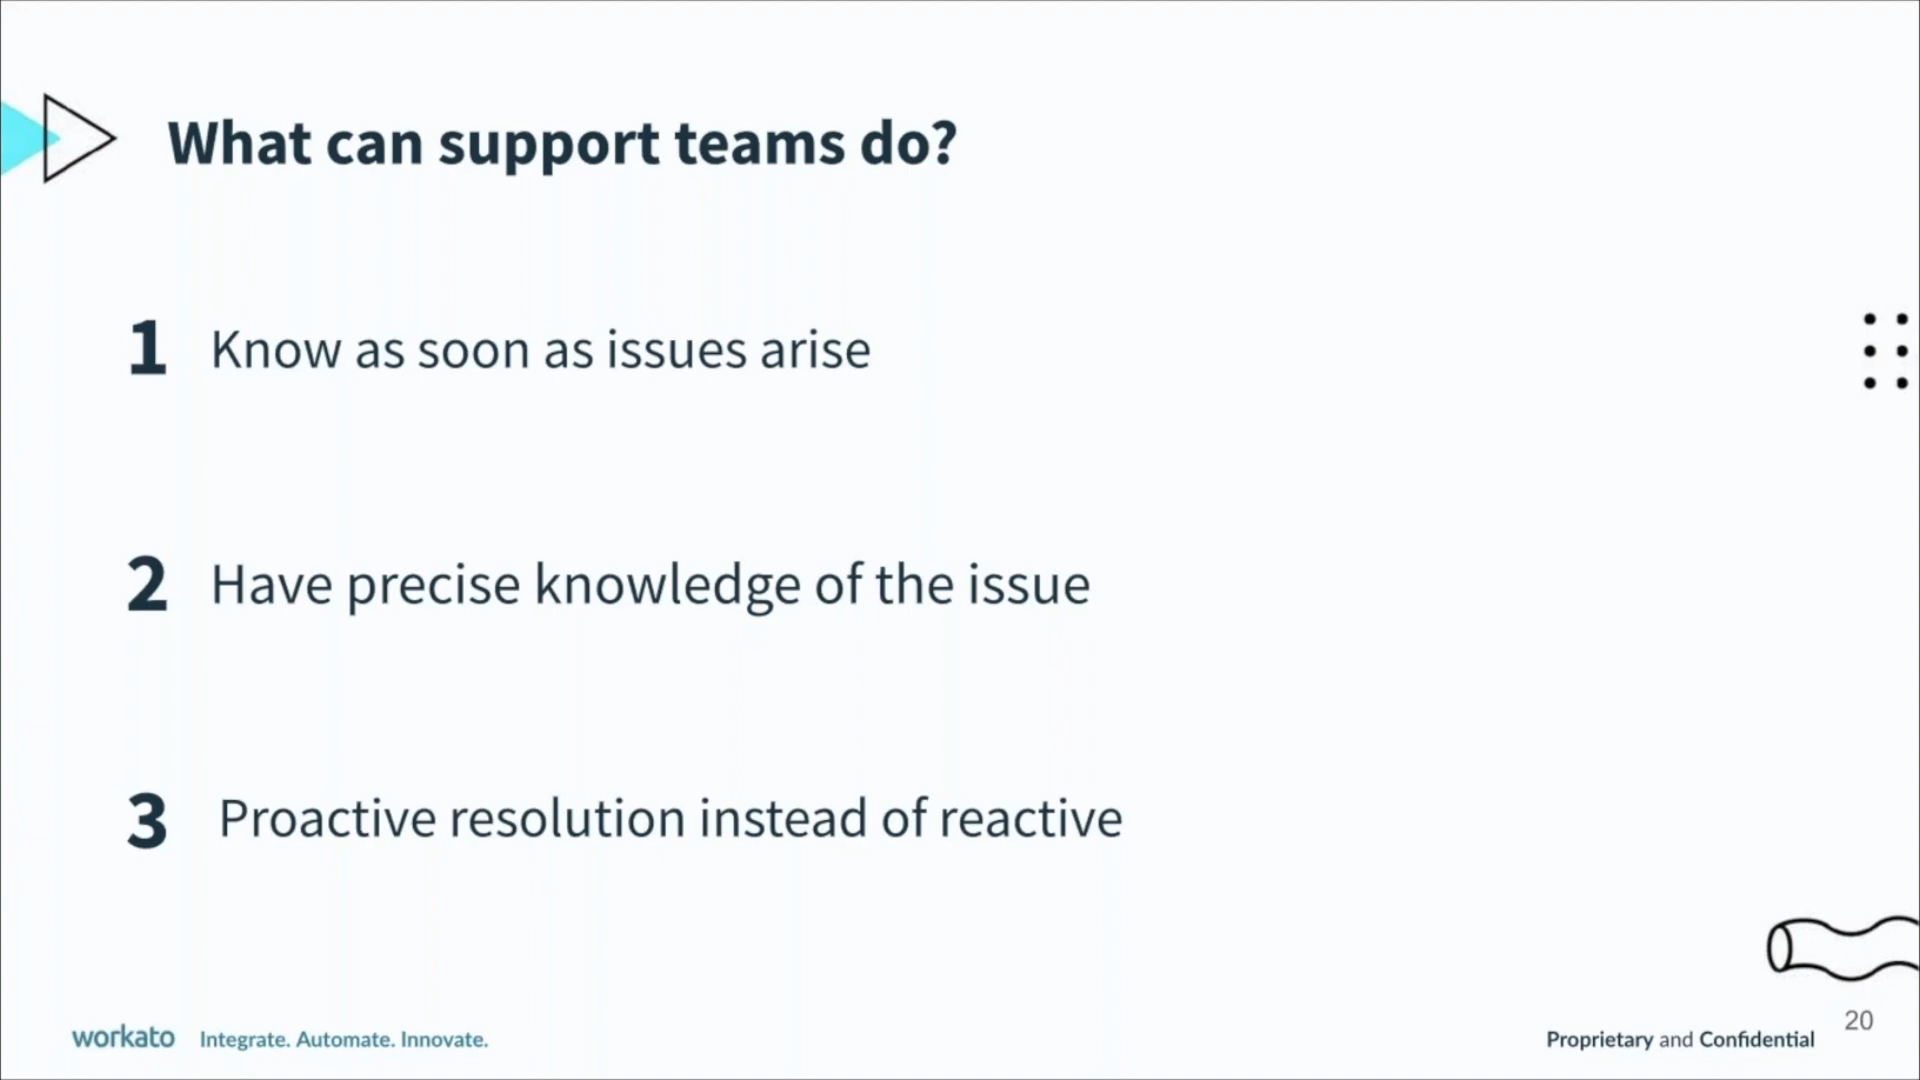 What can support teams do?
1 Know as soon as issues arise
2 Have precise knowledge of the issue
3 Proactive resolution instead of reactive
workato Integrate. Automate. Innovate.
Proprietary and Confidential 20